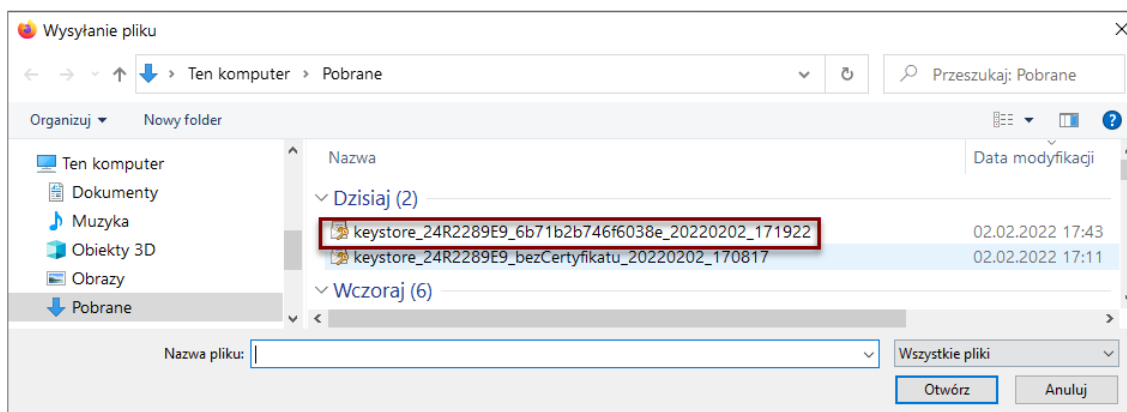 Wysyłanie pliku
Ten komputer › Pobrane
Przeszukaj: Pobrane
Organizuj
Nowy folder
Ten komputer
Dokumenty
Muzyka
Obiekty 3D
Obrazy
Pobrane
Nazwa
Data modyfikacji
Dzisiaj (2)
keystore_24R2289E9_6b71b2b746f6038e_20220202_171922 02.02.2022 17:43
keystore_24R2289E9_bezCertyfikatu_20220202_170817 02.02.2022 17:11
Wczoraj (6)
Nazwa pliku:
Wszystkie pliki
Otwórz
Anuluj